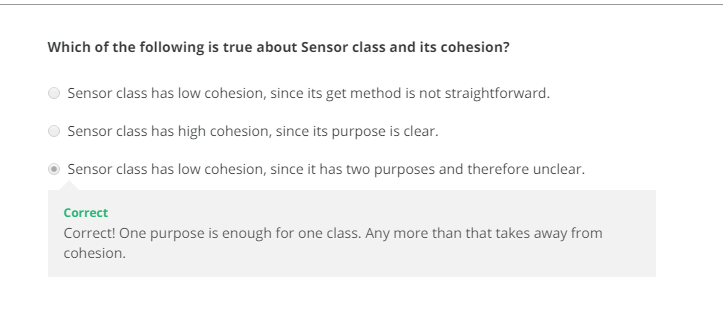 Which of the following is true about Sensor class and its cohesion?
Sensor class has low cohesion, since its get method is not straightforward.
Sensor class has high cohesion, since its purpose is clear.
Sensor class has low cohesion, since it has two purposes and therefore unclear.
Correct
Correct! One purpose is enough for one class. Any more than that takes away from
cohesion.